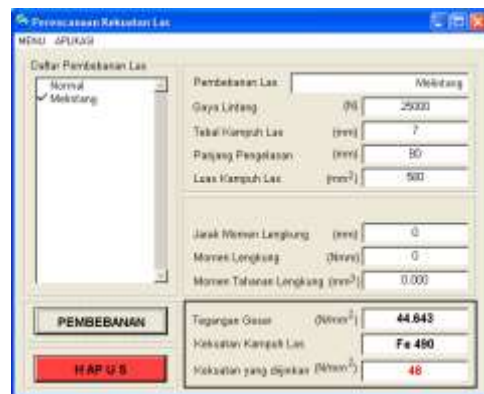 Perencanaan Kekuatan Las
MENU APLIKASI
Daftar Pembebanan Las
Normal
Melintang
Pembebanan Las Melintang
Gaya Lintang (N) 25000
Tebal Kampuh Las (mm) 7
Panjang Pengelasan (mm) 80
Luas Kampuh Las (mm²) 560
Jarak Momen Lengkung (mm) 0
Momen Lengkung (Nmm) 0
Momen Tahanan Lengkung (mm³) 0.000
PEMBEBANAN
HAPUS
Tegangan Geser (N/mm²) 44.643
Kekuatan Kampuh Las Fe 490
Kekuatan yang diijinkan (N/mm²) 48